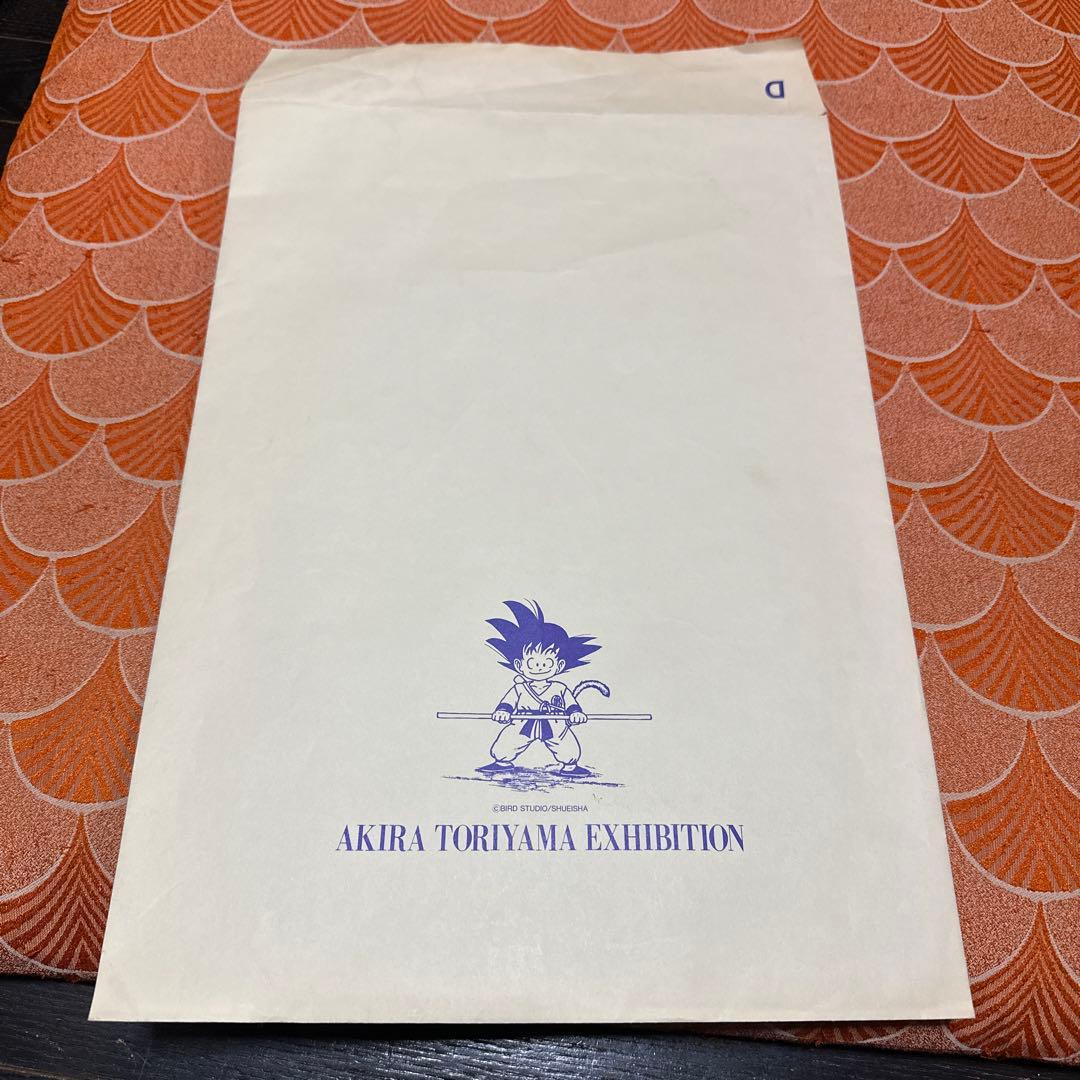 D
©BIRD STUDIO/SHUEISHA
AKIRA TORIYAMA EXHIBITION